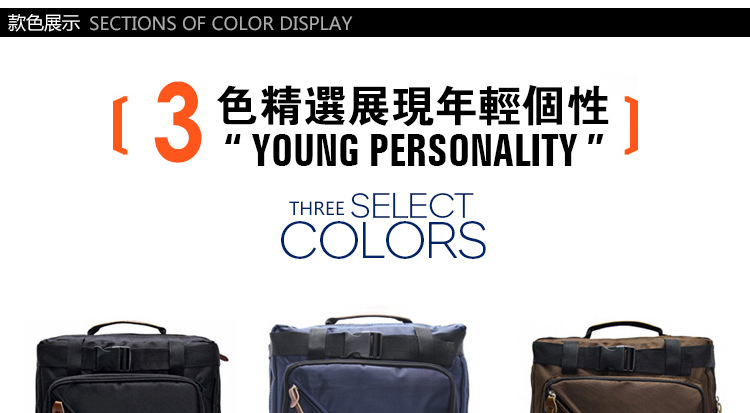 款色展示 SECTIONS OF COLOR DISPLAY
3 色精選展現年輕個性
“ YOUNG PERSONALITY ”
THREE SELECT
COLORS